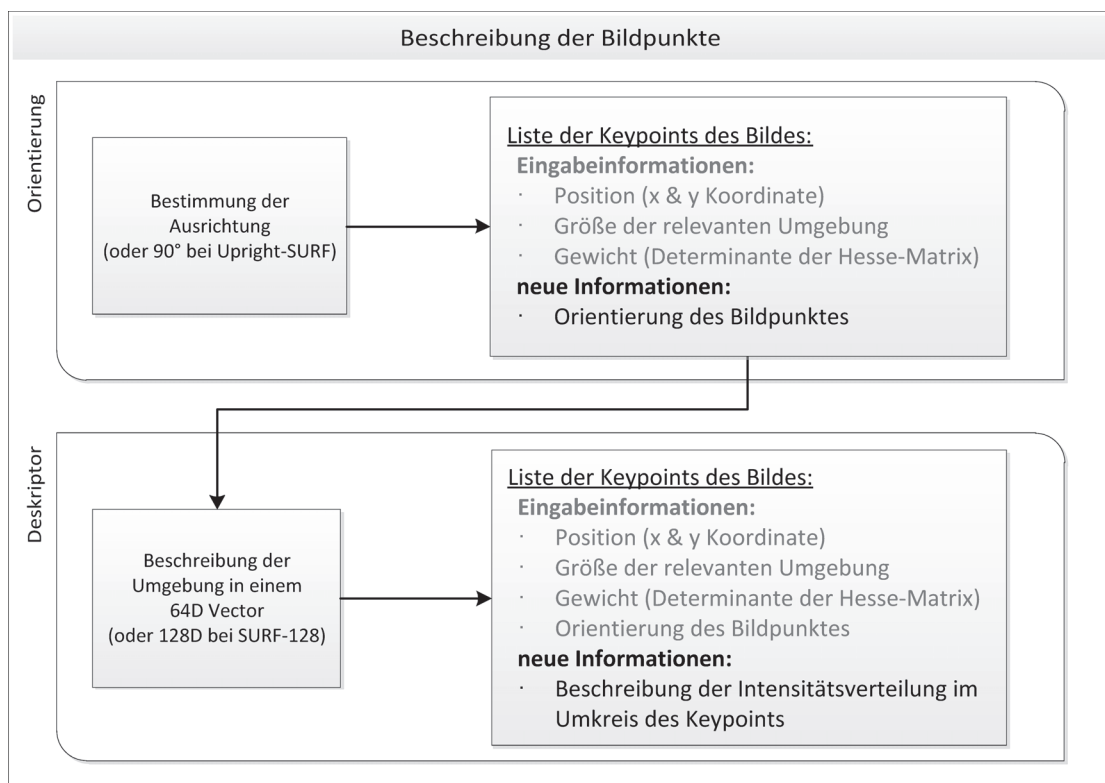 Beschreibung der Bildpunkte
Orientierung
Bestimmung der
Ausrichtung
(oder 90° bei Upright-SURF)
Liste der Keypoints des Bildes:
Eingabeinformationen:
· Position (x & y Koordinate)
· Größe der relevanten Umgebung
· Gewicht (Determinante der Hesse-Matrix)
neue Informationen:
· Orientierung des Bildpunktes
Deskriptor
Beschreibung der
Umgebung in einem
64D Vector
(oder 128D bei SURF-128)
Liste der Keypoints des Bildes:
Eingabeinformationen:
· Position (x & y Koordinate)
· Größe der relevanten Umgebung
· Gewicht (Determinante der Hesse-Matrix)
· Orientierung des Bildpunktes
neue Informationen:
· Beschreibung der Intensitätsverteilung im
Umkreis des Keypoints